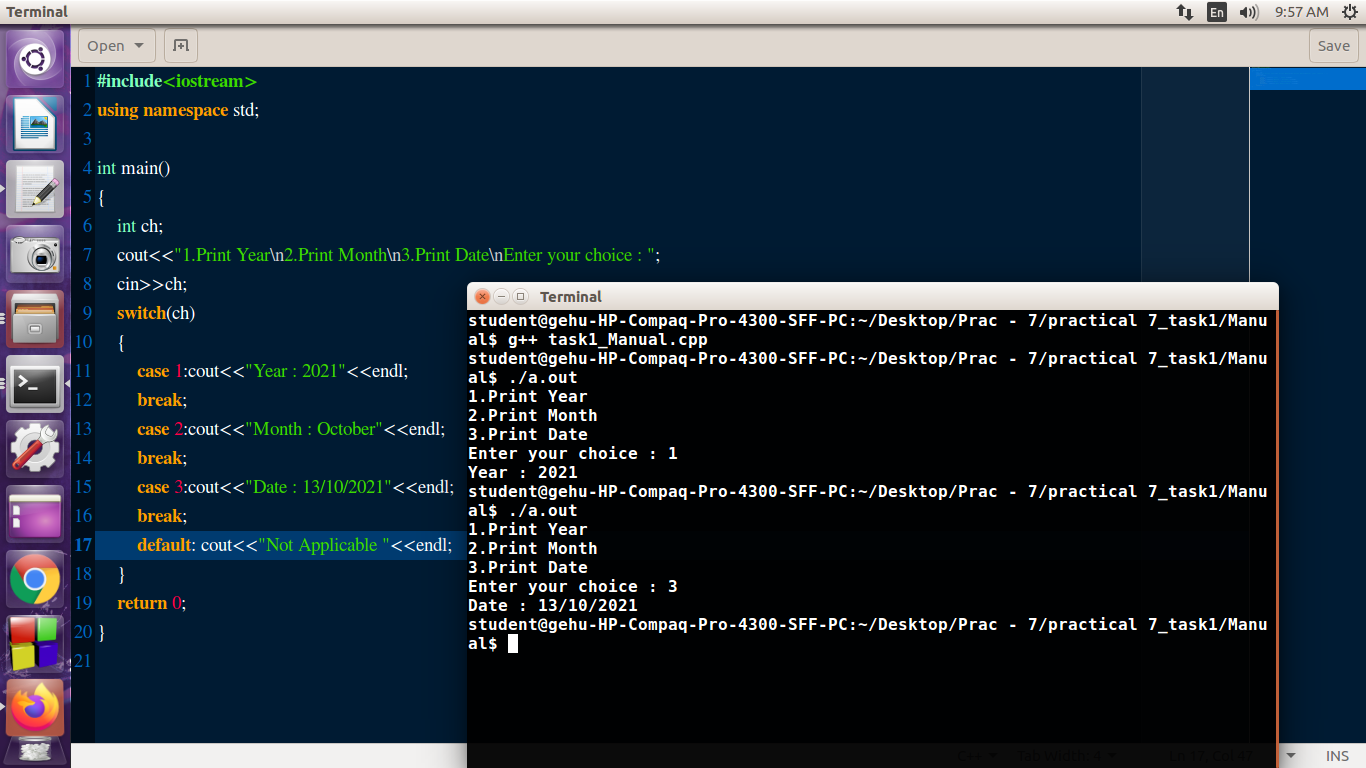 Terminal
En
9:57 AM
Open
Save
1 #include<iostream>
2 using namespace std;
3
4 int main()
5 {
6 int ch;
7 cout<<"1.Print Year\n2.Print Month\n3.Print Date\nEnter your choice : ";
8 cin>>ch;
9 switch(ch)
10 {
11 case 1:cout<<"Year : 2021"<<endl;
12 break;
13 case 2:cout<<"Month : October"<<endl;
14 break;
15 case 3:cout<<"Date : 13/10/2021"<<endl;
16 break;
17 default: cout<<"Not Applicable "<<endl;
18 }
19 return 0;
20 }
21
Terminal
student@gehu-HP-Compaq-Pro-4300-SFF-PC:~/Desktop/Prac - 7/practical 7_task1/Manu
al$ g++ task1_Manual.cpp
student@gehu-HP-Compaq-Pro-4300-SFF-PC:~/Desktop/Prac - 7/practical 7_task1/Manu
al$ ./a.out
1.Print Year
2.Print Month
3.Print Date
Enter your choice : 1
Year : 2021
student@gehu-HP-Compaq-Pro-4300-SFF-PC:~/Desktop/Prac - 7/practical 7_task1/Manu
al$ ./a.out
1.Print Year
2.Print Month
3.Print Date
Enter your choice : 3
Date : 13/10/2021
student@gehu-HP-Compaq-Pro-4300-SFF-PC:~/Desktop/Prac - 7/practical 7_task1/Manu
al$
INS